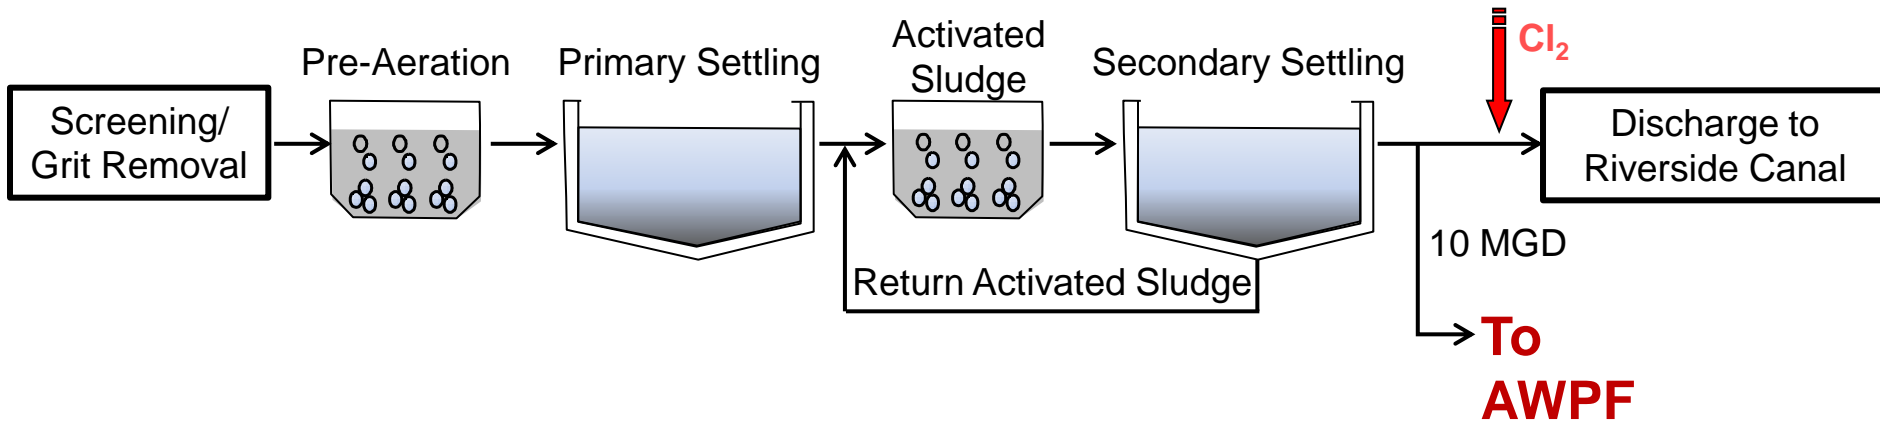 Screening/
Grit Removal
Pre-Aeration
Primary Settling
Activated
Sludge
Secondary Settling
Return Activated Sludge
Cl₂
Discharge to
Riverside Canal
10 MGD
To
AWPF